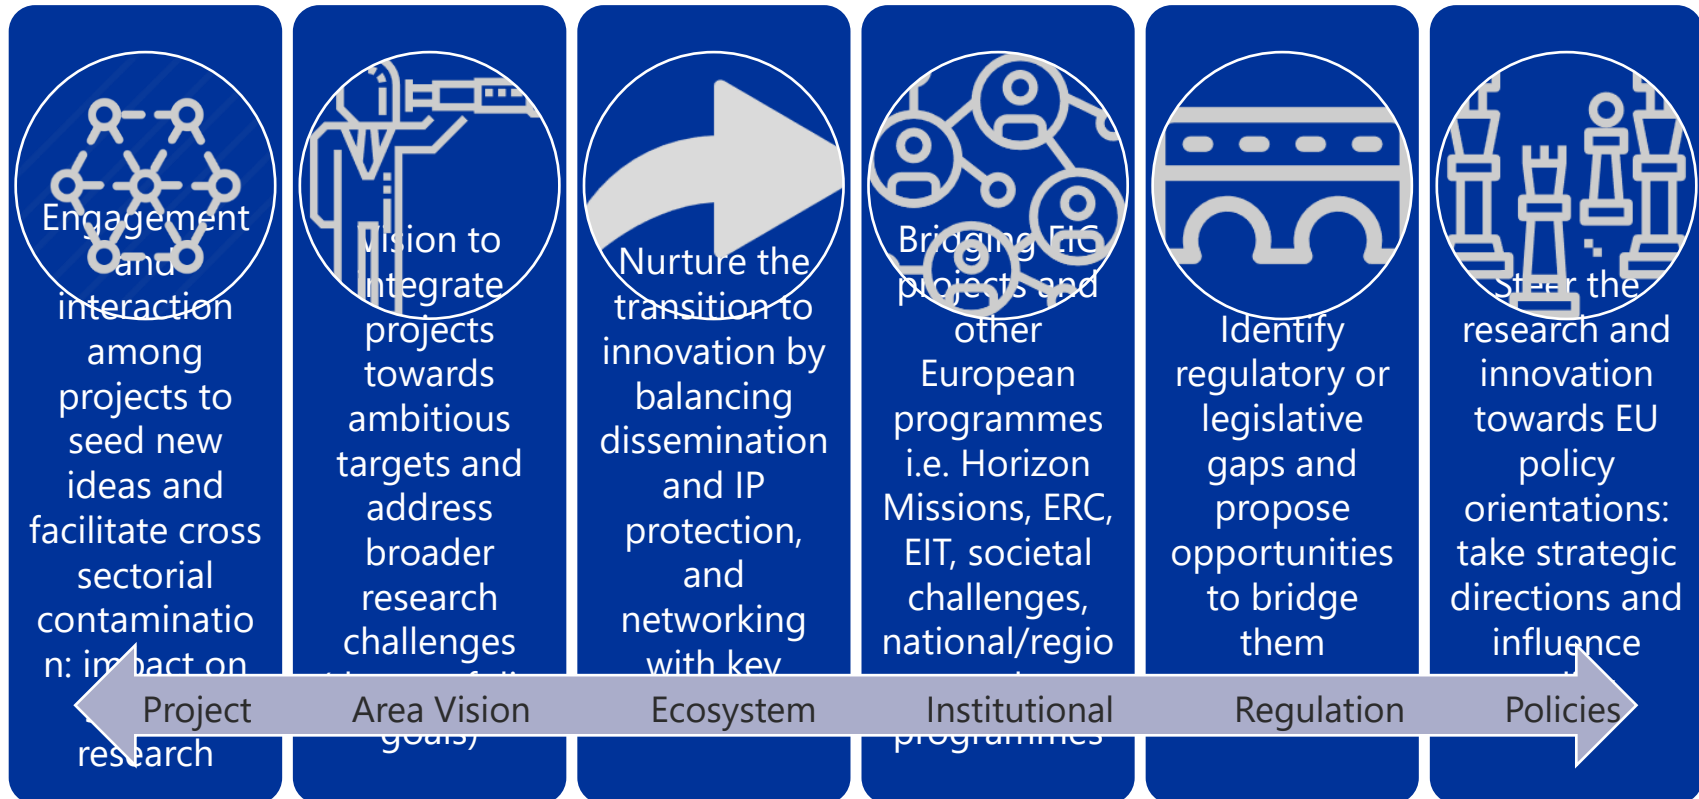 Engagement
and
interaction
among
projects to
seed new
ideas and
facilitate cross
sectorial
contaminatio
n: impact on
research
Vision to
integrate
projects
towards
ambitious
targets and
address
broader
research
challenges
goals)
Nurture the
transition to
innovation by
balancing
dissemination
and IP
protection,
and
networking
with key
Bridging EIC
projects and
other
European
programmes
i.e. Horizon
Missions, ERC,
EIT, societal
challenges,
national/regio
programmes
Identify
regulatory or
legislative
gaps and
propose
opportunities
to bridge
them
Steer the
research and
innovation
towards EU
policy
orientations:
take strategic
directions and
influence
Project
Area Vision
Ecosystem
Institutional
Regulation
Policies